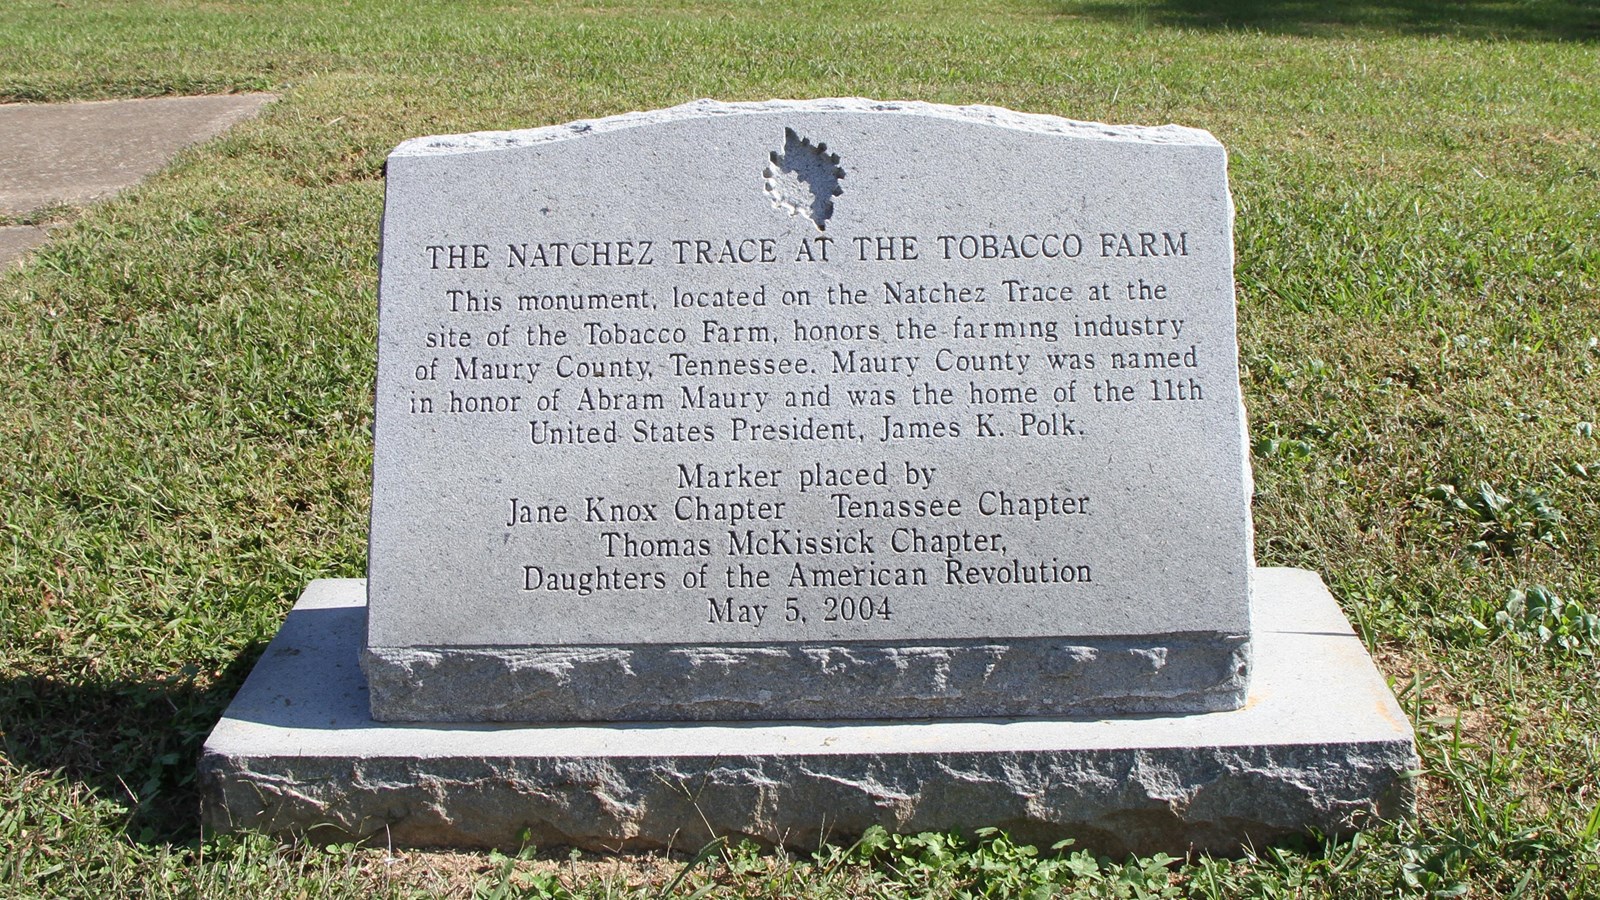 THE NATCHEZ TRACE AT THE TOBACCO FARM
This monument, located on the Natchez Trace at the
site of the Tobacco Farm, honors the farming industry
of Maury County, Tennessee. Maury County was named
in honor of Abram Maury and was the home of the 11th
United States President, James K. Polk.
Marker placed by
Jane Knox Chapter Tenassee Chapter
Thomas McKissick Chapter,
Daughters of the American Revolution
May 5, 2004